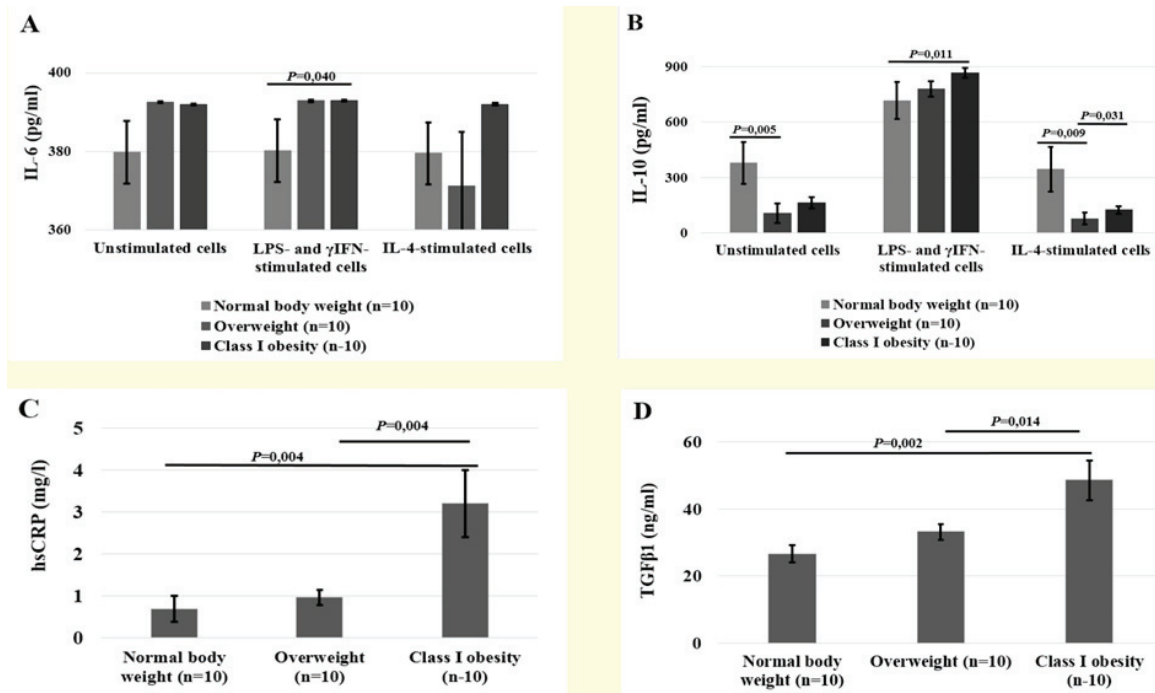 A
IL-6 (pg/ml)
400
380
360
P=0,040
Unstimulated cells
LPS- and γIFN-
stimulated cells
IL-4-stimulated cells
Normal body weight (n=10)
Overweight (n=10)
Class I obesity (n-10)
B
IL-10 (pg/ml)
900
600
300
0
P=0,005
P=0,011
P=0,009
P=0,031
Unstimulated cells
LPS- and γIFN-
stimulated cells
IL-4-stimulated cells
Normal body weight (n=10)
Overweight (n=10)
Class I obesity (n-10)
C
hsCRP (mg/l)
5
4
3
2
1
0
P=0,004
P=0,004
Normal body
weight (n=10)
Overweight
(n=10)
Class I obesity
(n-10)
D
TGFβ1 (ng/ml)
60
40
20
0
P=0,014
P=0,002
Normal body
weight (n=10)
Overweight (n=10)
Class I obesity
(n-10)